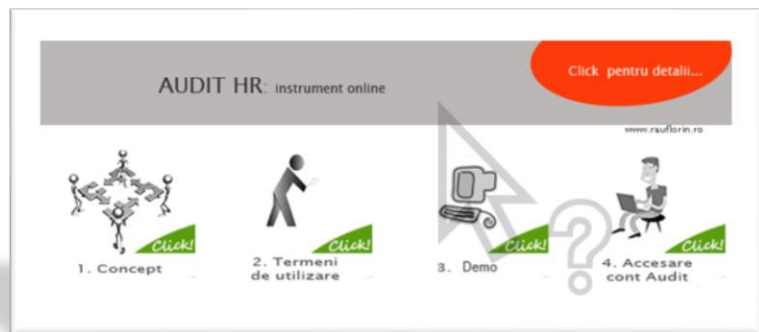 Click pentru detalii...
AUDIT HR: instrument online
www.rauflorin.ro
Click!
Click!
Click!
Click!
1. Concept
2. Termeni
de utilizare
3. Demo
4. Accesare
cont Audit